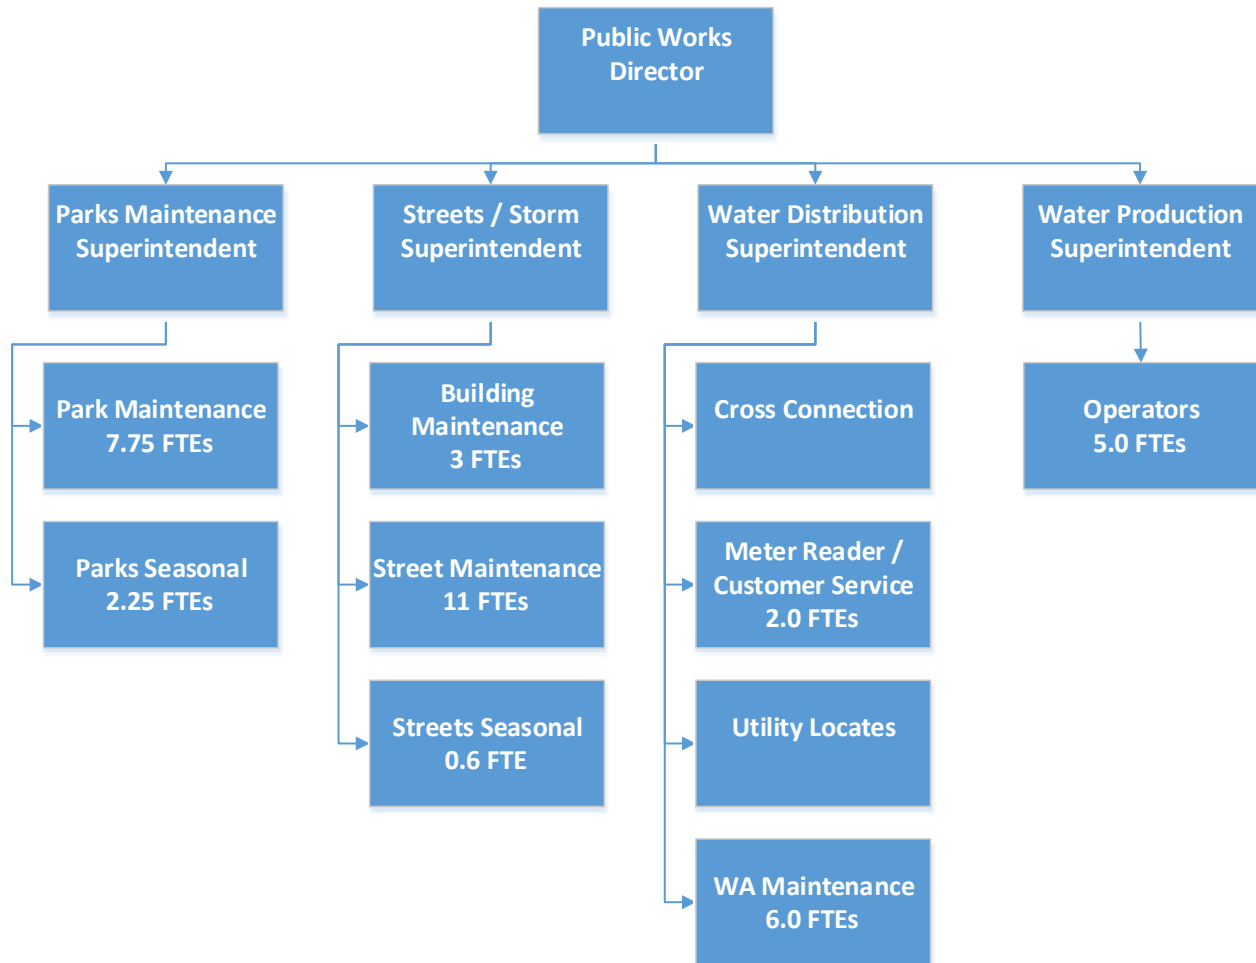 Public Works
Director
Parks Maintenance
Superintendent
Streets / Storm
Superintendent
Water Distribution
Superintendent
Water Production
Superintendent
Park Maintenance
7.75 FTEs
Building
Maintenance
3 FTEs
Cross Connection
Operators
5.0 FTEs
Parks Seasonal
2.25 FTEs
Street Maintenance
11 FTEs
Meter Reader /
Customer Service
2.0 FTEs
Streets Seasonal
0.6 FTE
Utility Locates
WA Maintenance
6.0 FTEs